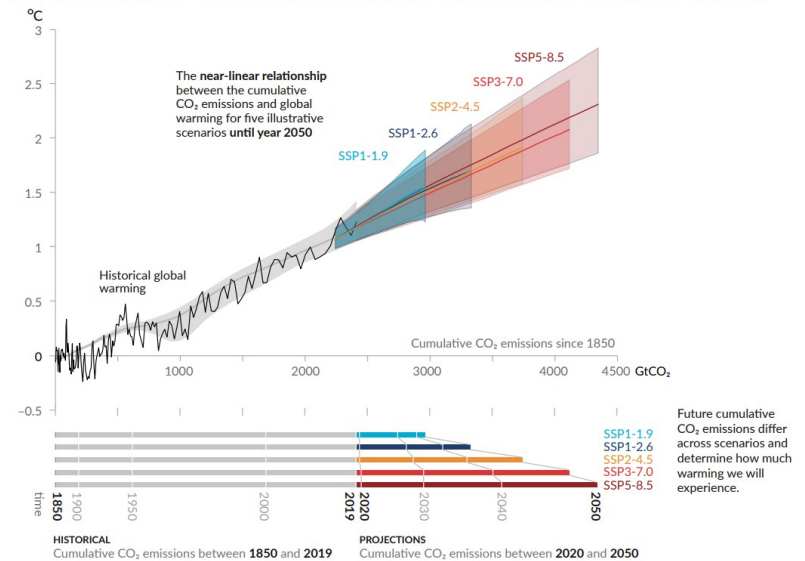 °C
3
2.5
2
1.5
1
0.5
0
−0.5
The near-linear relationship
between the cumulative
CO₂ emissions and global
warming for five illustrative
scenarios until year 2050
SSP5-8.5
SSP3-7.0
SSP2-4.5
SSP1-2.6
SSP1-1.9
Historical global
warming
Cumulative CO₂ emissions since 1850
1000 2000 3000 4000 4500 GtCO₂
SSP1-1.9
SSP1-2.6
SSP2-4.5
SSP3-7.0
SSP5-8.5
Future cumulative
CO₂ emissions differ
across scenarios and
determine how much
warming we will
experience.
time 1850 1900 1950 2000 2019 2020 2030 2040 2050
HISTORICAL
Cumulative CO₂ emissions between 1850 and 2019
PROJECTIONS
Cumulative CO₂ emissions between 2020 and 2050